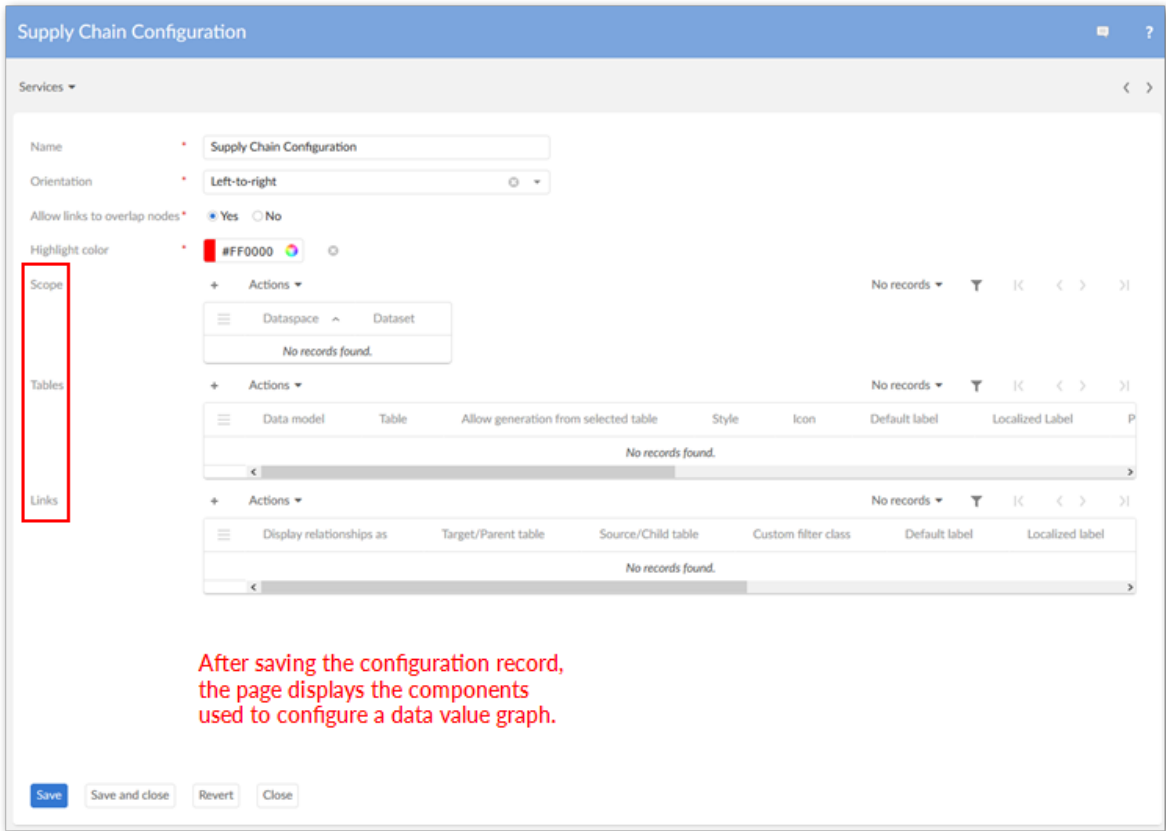 Supply Chain Configuration ?
Services
Name * Supply Chain Configuration
Orientation * Left-to-right
Allow links to overlap nodes * Yes No
Highlight color * #FF0000
Scope + Actions No records
Dataspace Dataset
No records found.
Tables + Actions No records
Data model Table Allow generation from selected table Style Icon Default label Localized Label P
No records found.
Links + Actions No records
Display relationships as Target/Parent table Source/Child table Custom filter class Default label Localized label
No records found.
After saving the configuration record,
the page displays the components
used to configure a data value graph.
Save Save and close Revert Close